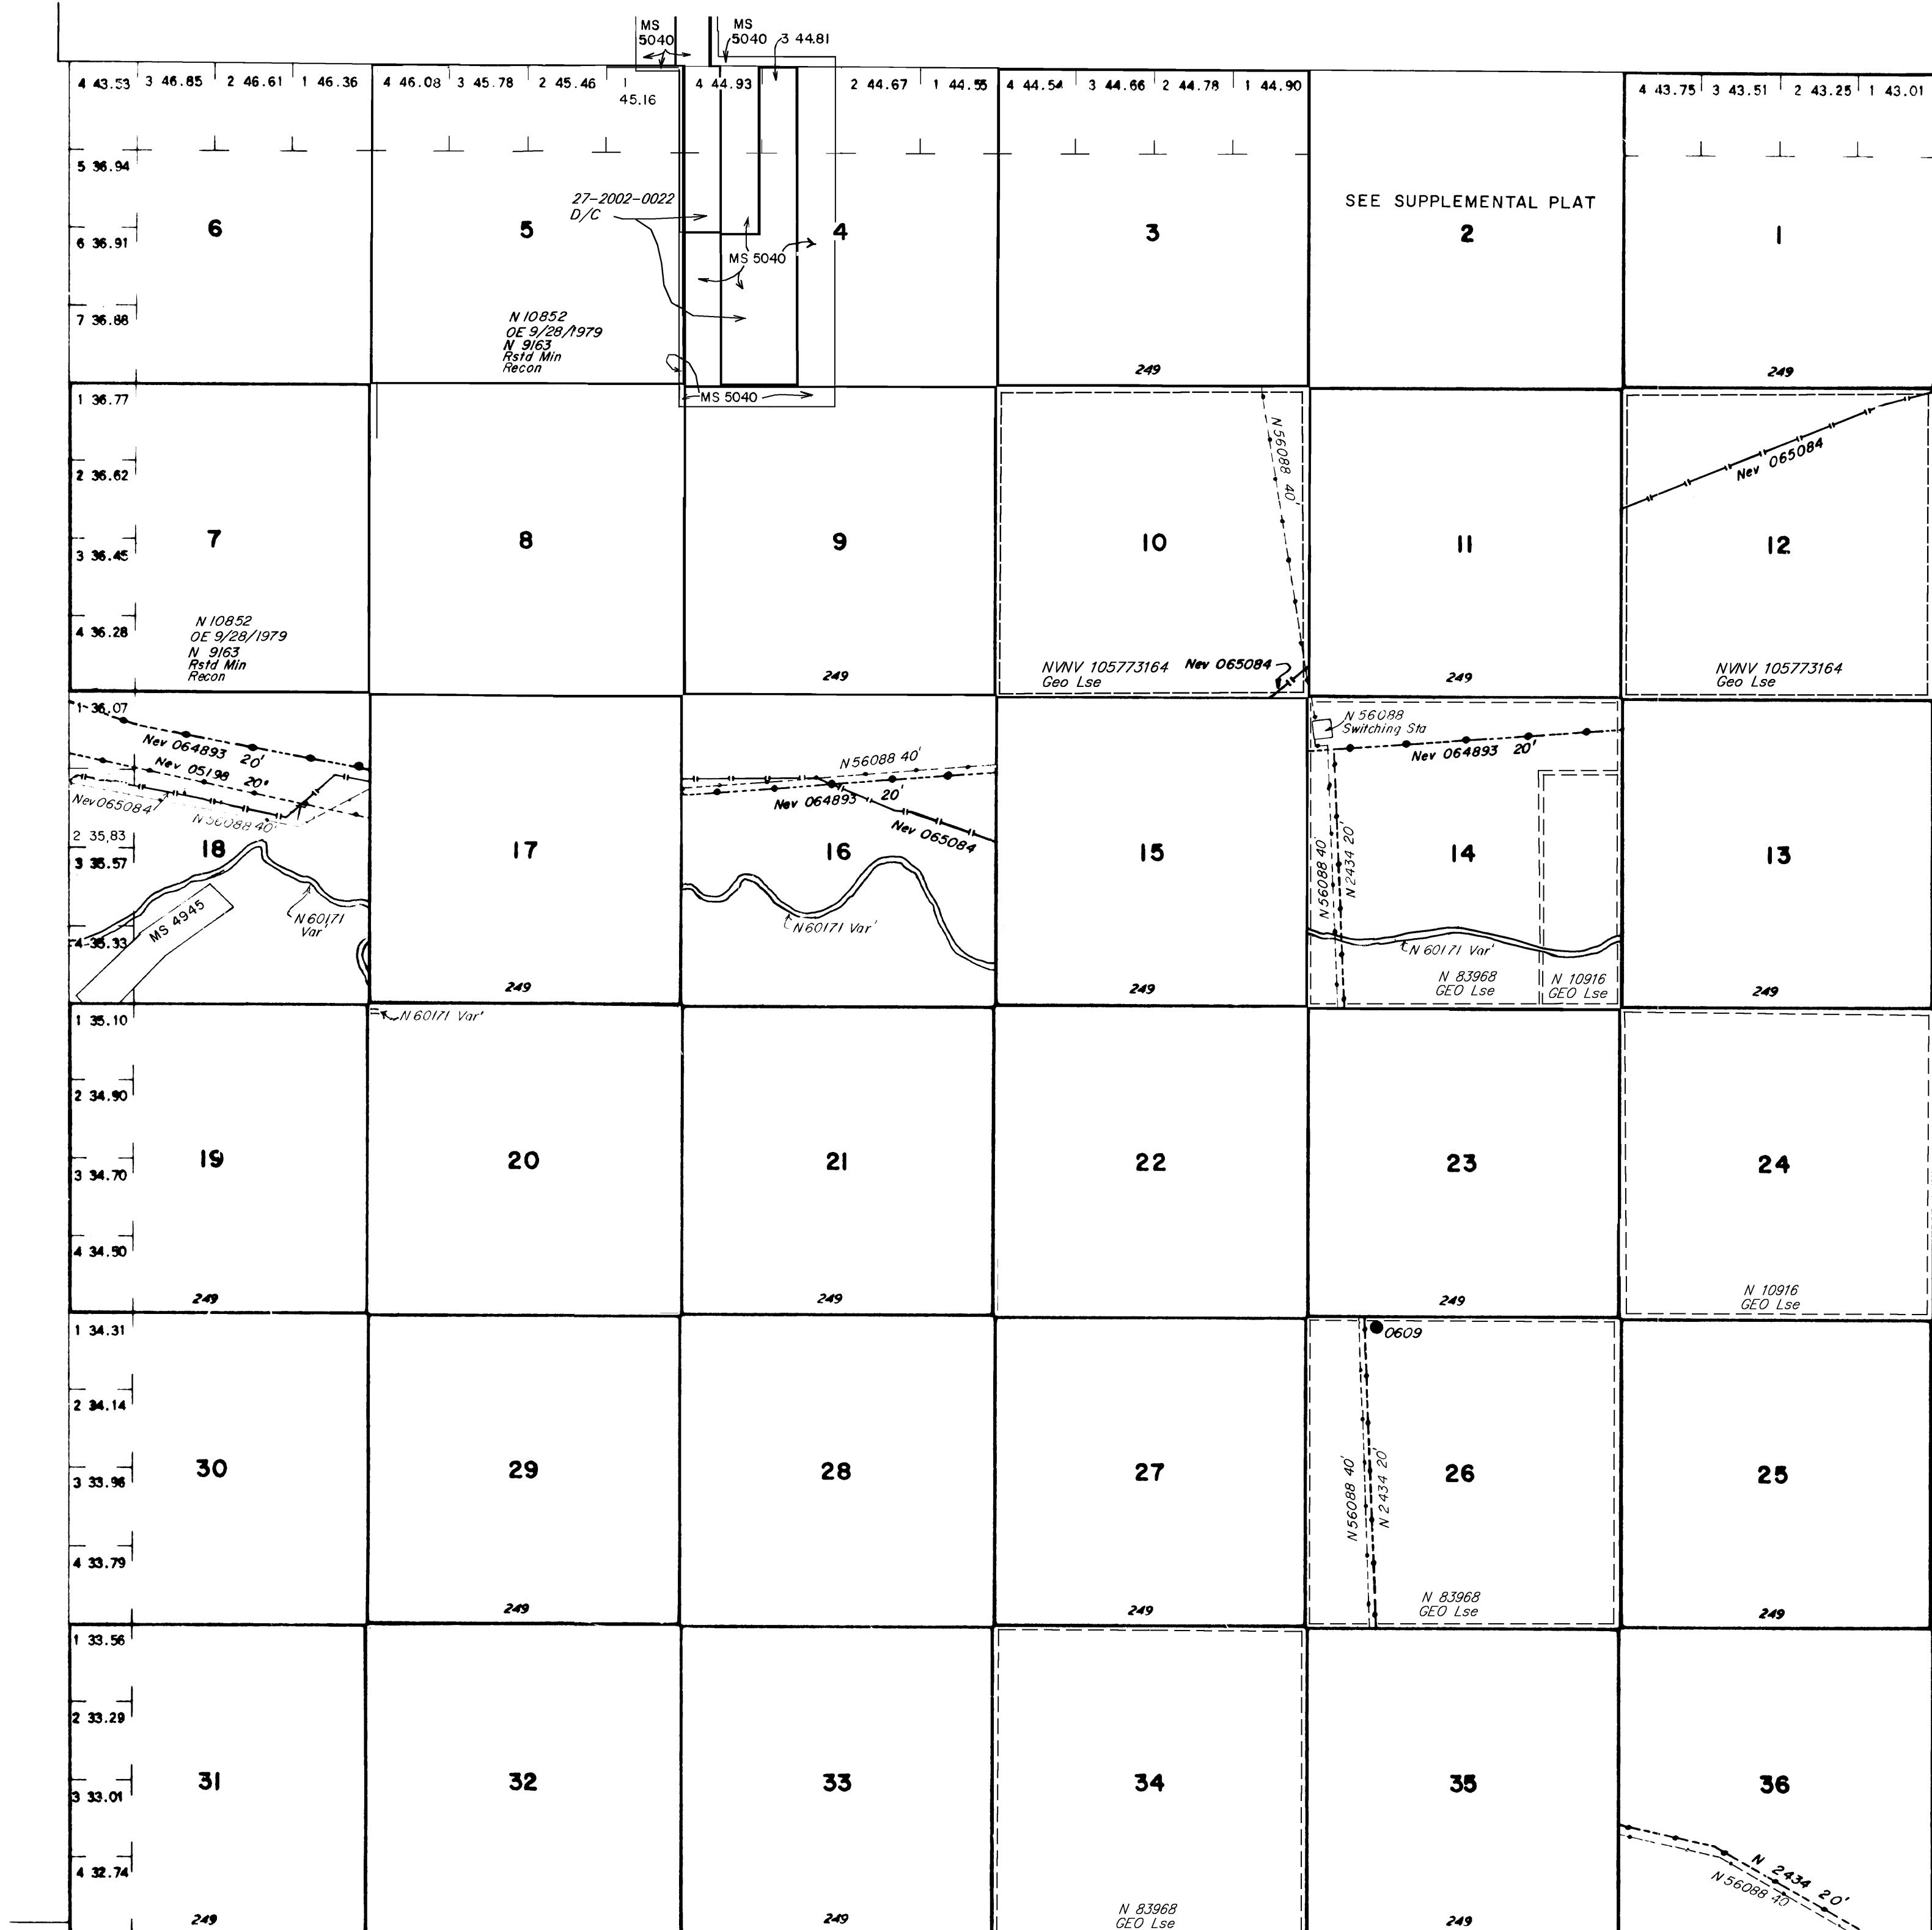 MS
5040
MS
5040
3 44.81
4 43.53
3 46.85
2 46.61
1 46.36
4 46.08
3 45.78
2 45.46
1
45.16
4 44.93
2 44.67
1 44.55
4 44.54
3 44.66
2 44.78
1 44.90
4 43.75
3 43.51
2 43.25
1 43.01
5 36.94
6 36.91
7 36.88
6
5
27-2002-0022
D/C
MS 5040
4
3
SEE SUPPLEMENTAL PLAT
2
1
N 10852
OE 9/28/1979
N 9163
Rstd Min
Recon
249
249
MS 5040
1 36.77
2 36.62
3 36.45
4 36.28
7
8
9
10
11
12
N 56088 40'
Nev 065084
N 10852
OE 9/28/1979
N 9163
Rstd Min
Recon
249
NVNV 105773164
Geo Lse
Nev 065084
249
NVNV 105773164
Geo Lse
1 36.07
Nev 064893 20'
Nev 05198 20'
Nev 065084
N 56088 40'
2 35.83
3 35.57
4 35.33
18
MS 4945
N 60171
Var'
17
249
N 56088 40'
Nev 064893 20'
Nev 065084
16
N 60171 Var'
15
249
N 56088
Switching Sta
Nev 064893 20'
N 56088 40'
N 2434 20'
14
N 60171 Var'
N 83968
GEO Lse
N 10916
GEO Lse
13
249
1 35.10
2 34.90
3 34.70
4 34.50
N 60171 Var'
19
20
21
22
23
24
249
249
249
N 10916
GEO Lse
1 34.31
2 34.14
3 33.96
4 33.79
0609
30
29
28
27
N 56088 40'
N 2434 20'
26
25
249
249
N 83968
GEO Lse
249
1 33.56
2 33.29
3 33.01
4 32.74
31
32
33
34
35
36
N 2434 20'
N 56088 40'
249
249
N 83968
GEO Lse
249